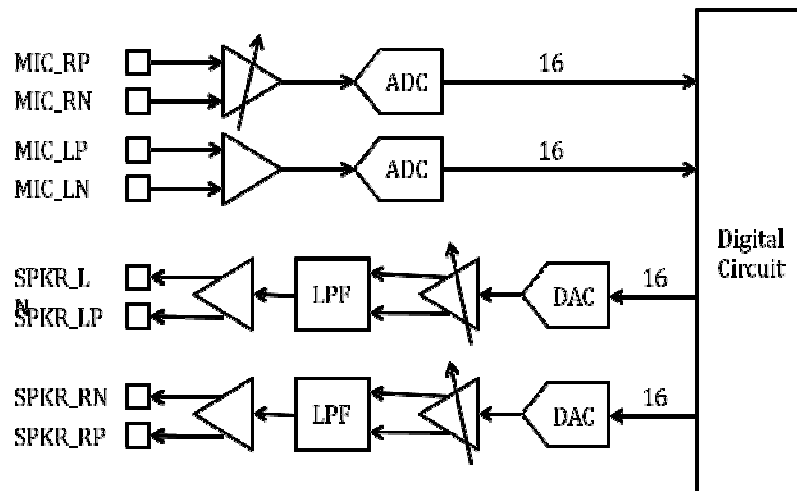 MIC_RP
MIC_RN
ADC
16
MIC_LP
MIC_LN
ADC
16
Digital
Circuit
SPKR_L
N
SPKR_LP
LPF
DAC
16
SPKR_RN
SPKR_RP
LPF
DAC
16